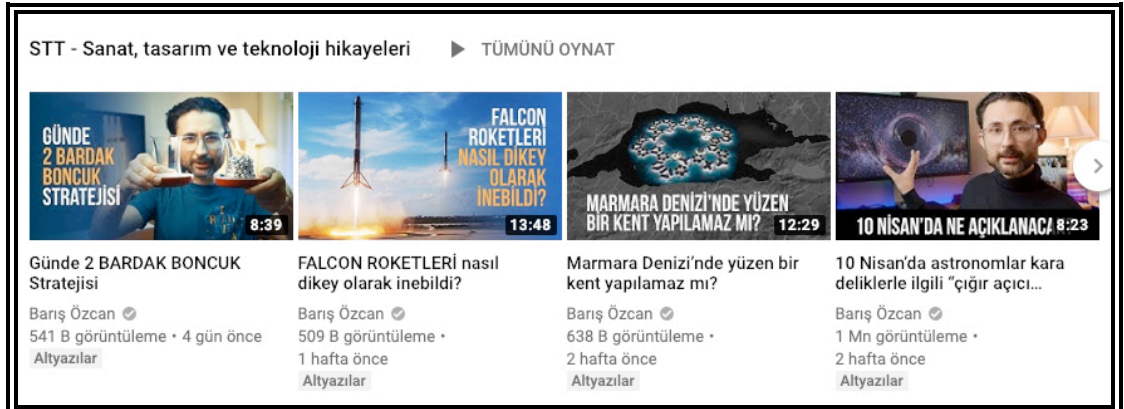 STT - Sanat, tasarım ve teknoloji hikayeleri
TÜMÜNÜ OYNAT
GÜNDE
2 BARDAK
BONCUK
STRATEJİSİ
8:39
FALCON
ROKETLERİ
NASIL DİKEY
OLARAK
İNEBİLDİ?
13:48
MARMARA DENİZİ'NDE YÜZEN
BİR KENT YAPILAMAZ MI?
12:29
10 NİSAN'DA NE AÇIKLANACA
8:23
Günde 2 BARDAK BONCUK
Stratejisi
Barış Özcan
541 B görüntüleme • 4 gün önce
Altyazılar
FALCON ROKETLERİ nasıl
dikey olarak inebildi?
Barış Özcan
509 B görüntüleme •
1 hafta önce
Altyazılar
Marmara Denizi'nde yüzen bir
kent yapılamaz mı?
Barış Özcan
638 B görüntüleme •
2 hafta önce
Altyazılar
10 Nisan'da astronomlar kara
deliklerle ilgili "çığır açıcı...
Barış Özcan
1 Mn görüntüleme •
2 hafta önce
Altyazılar